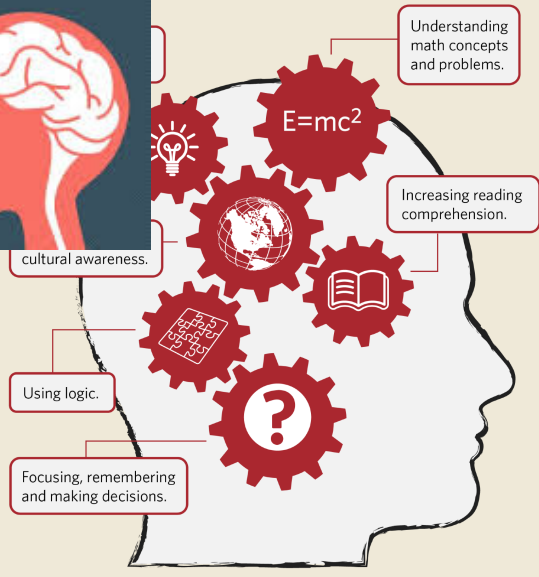 Understanding
math concepts
and problems.
E=mc²
Increasing reading
comprehension.
cultural awareness.
Using logic.
?
Focusing, remembering
and making decisions.